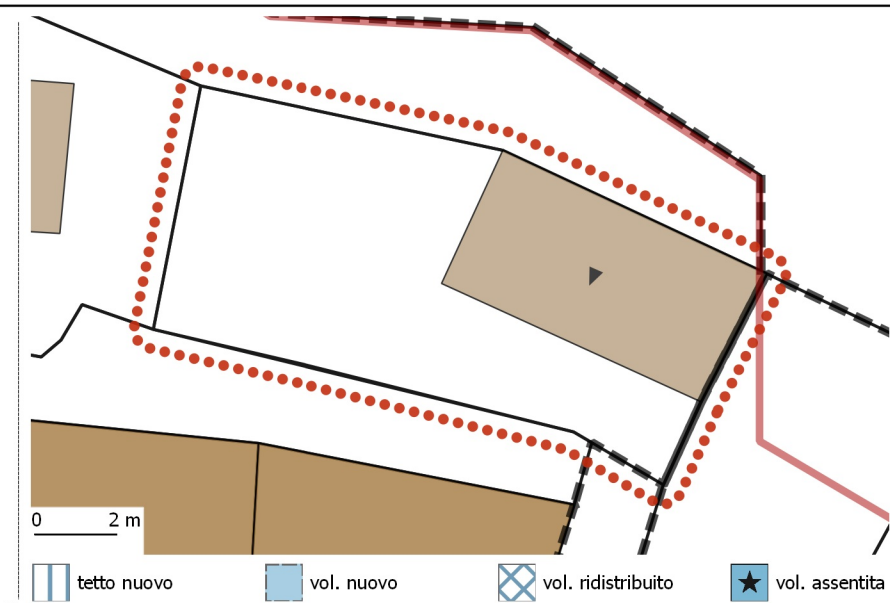 0 2 m
tetto nuovo
vol. nuovo
vol. ridistribuito
vol. assentita